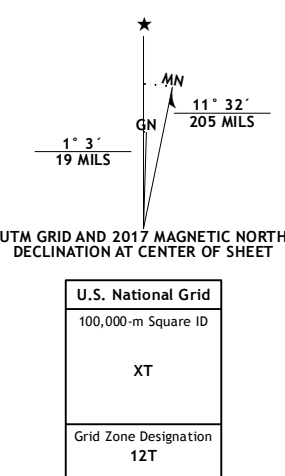 MN
11° 32´
205 MILS
GN
1° 3´
19 MILS
UTM GRID AND 2017 MAGNETIC NORTH
DECLINATION AT CENTER OF SHEET
U.S. National Grid
100,000-m Square ID
XT
Grid Zone Designation
12T